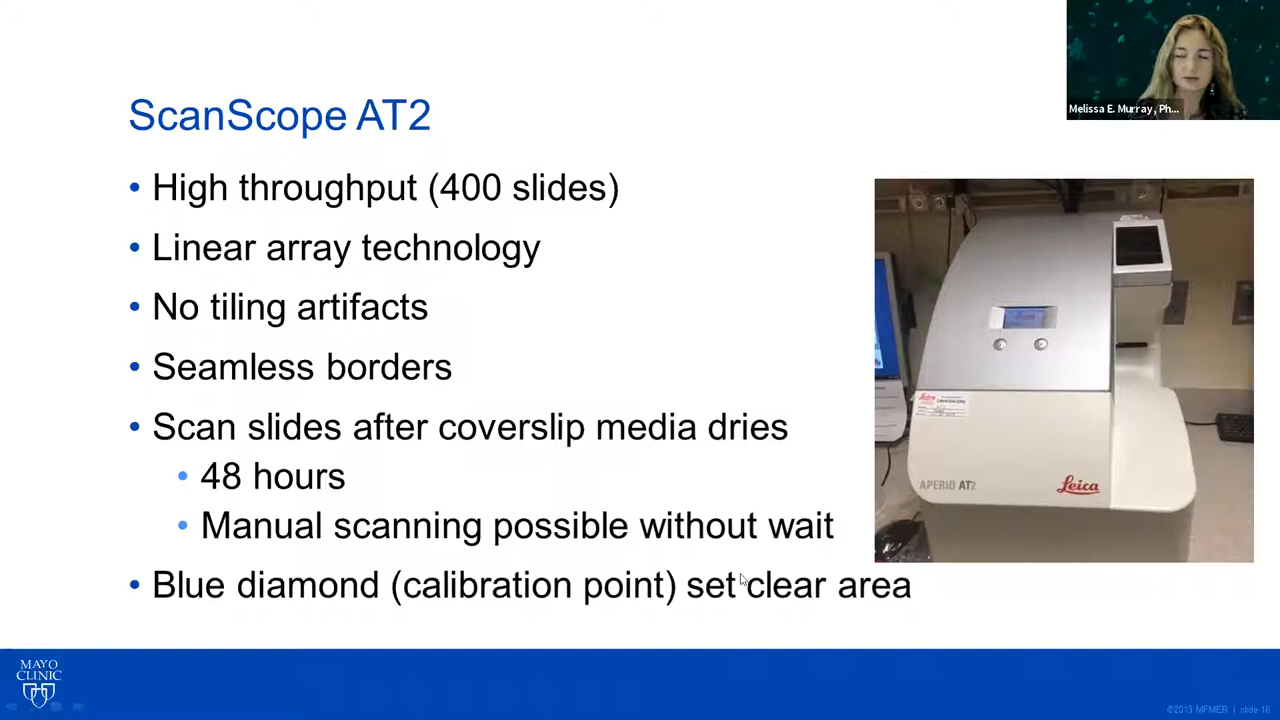 Melissa E. Murray, Ph...
ScanScope AT2
• High throughput (400 slides)
• Linear array technology
• No tiling artifacts
• Seamless borders
• Scan slides after coverslip media dries
• 48 hours
• Manual scanning possible without wait
• Blue diamond (calibration point) set clear area
Leica
APERIO AT2
Leica
MAYO
CLINIC
©2019 MFMER | slide-16